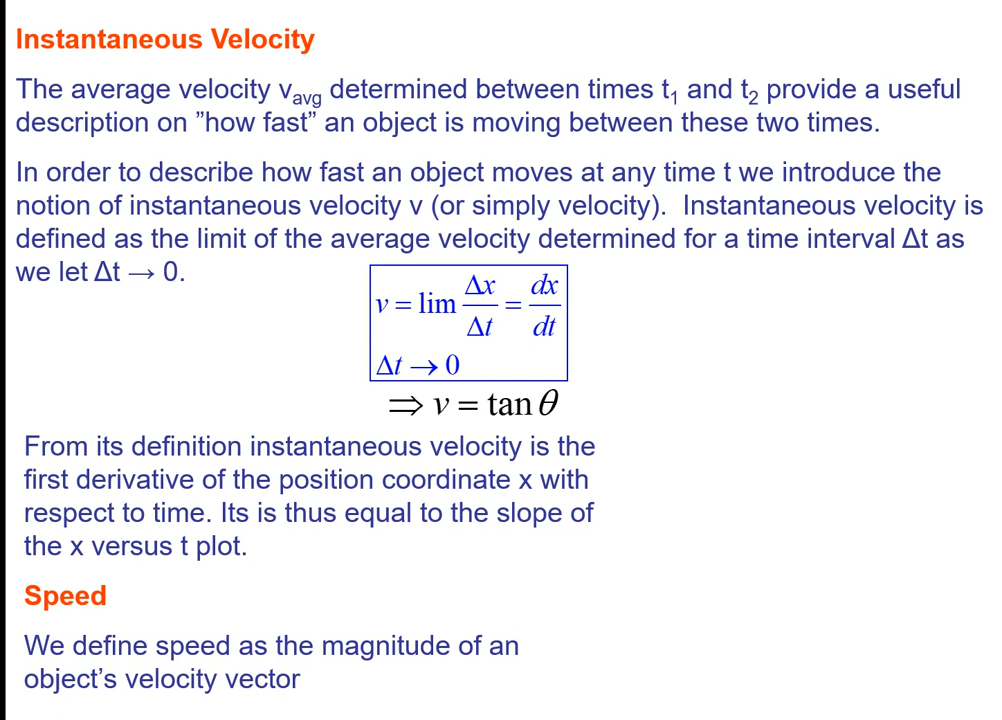 Instantaneous Velocity
The average velocity v_avg determined between times t₁ and t₂ provide a useful
description on ”how fast” an object is moving between these two times.
In order to describe how fast an object moves at any time t we introduce the
notion of instantaneous velocity v (or simply velocity). Instantaneous velocity is
defined as the limit of the average velocity determined for a time interval Δt as
we let Δt → 0.
v = lim Δx/Δt = dx/dt
Δt → 0
⇒ v = tan θ
From its definition instantaneous velocity is the
first derivative of the position coordinate x with
respect to time. Its is thus equal to the slope of
the x versus t plot.
Speed
We define speed as the magnitude of an
object’s velocity vector